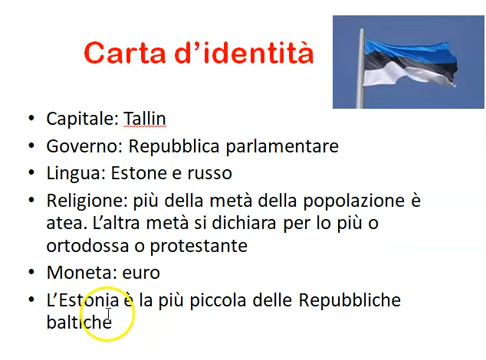 Carta d'identità
• Capitale: Tallin
• Governo: Repubblica parlamentare
• Lingua: Estone e russo
• Religione: più della metà della popolazione è
atea. L'altra metà si dichiara per lo più o
ortodossa o protestante
• Moneta: euro
• L'Estonia è la più piccola delle Repubbliche
baltiche